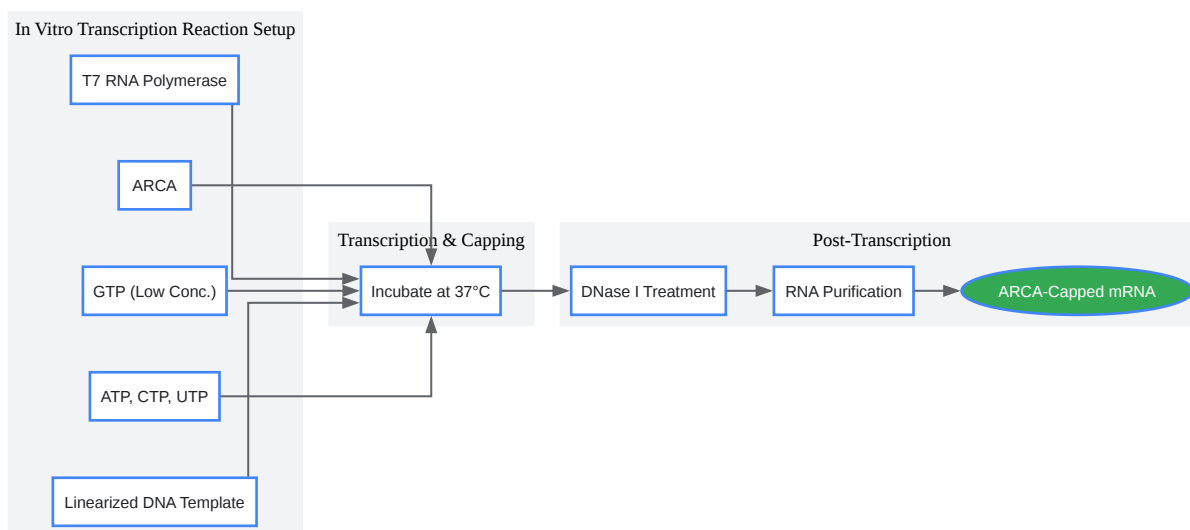 In Vitro Transcription Reaction Setup
T7 RNA Polymerase
ARCA
GTP (Low Conc.)
ATP, CTP, UTP
Linearized DNA Template
Transcription & Capping
Incubate at 37°C
Post-Transcription
DNase I Treatment
RNA Purification
ARCA-Capped mRNA